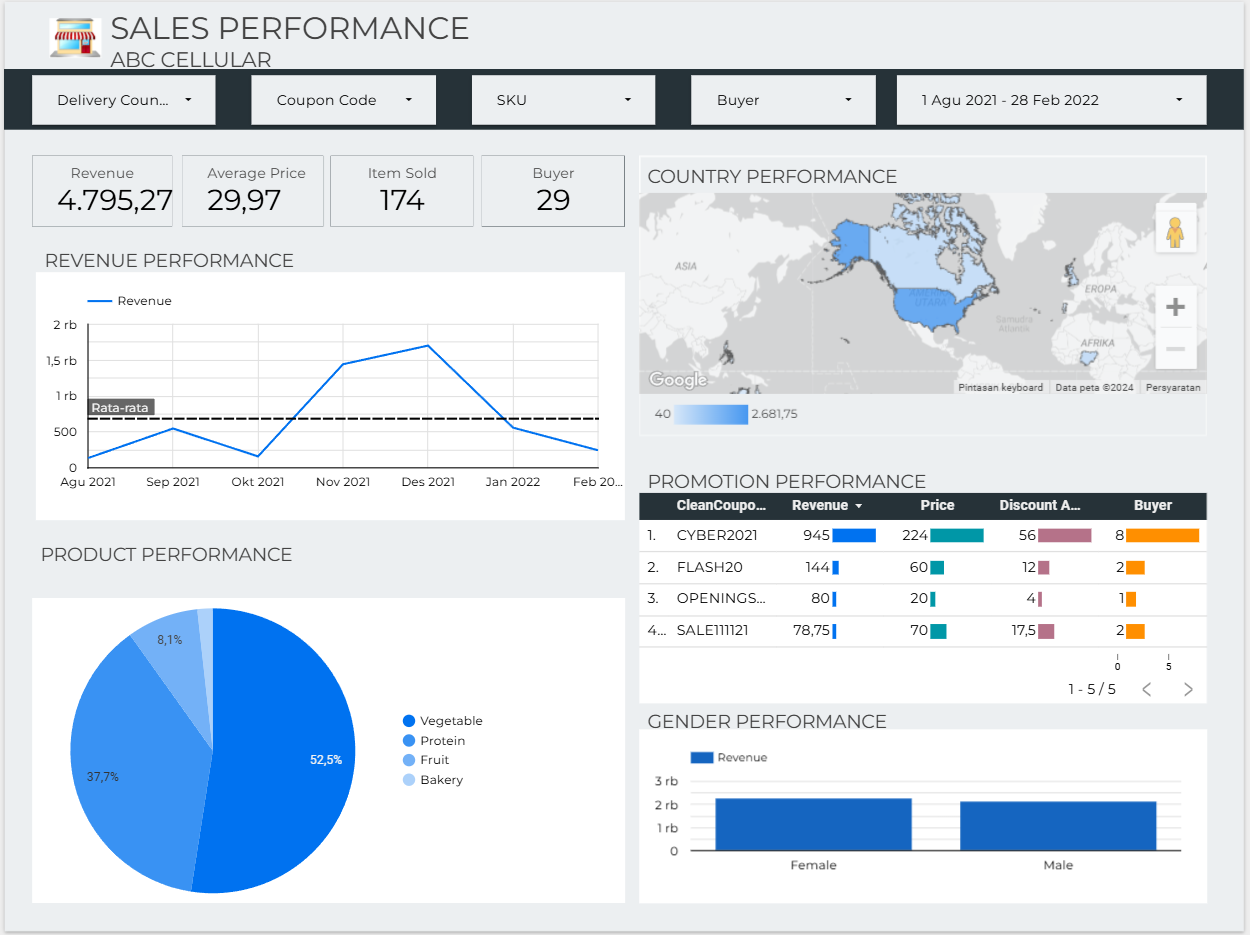 SALES PERFORMANCE
ABC CELLULAR
Delivery Coun...
Coupon Code
SKU
Buyer
1 Agu 2021 - 28 Feb 2022
Revenue
4.795,27
Average Price
29,97
Item Sold
174
Buyer
29
REVENUE PERFORMANCE
Revenue
2 rb
1,5 rb
1 rb
Rata-rata
500
0
Agu 2021 Sep 2021 Okt 2021 Nov 2021 Des 2021 Jan 2022 Feb 20...
PRODUCT PERFORMANCE
8,1%
52,5%
37,7%
Vegetable
Protein
Fruit
Bakery
COUNTRY PERFORMANCE
ASIA
AMERIKA
UTARA
EROPA
Samudra
Atlantik
AFRIKA
Google
Pintasan keyboard Data peta ©2024 Persyaratan
40 2.681,75
PROMOTION PERFORMANCE
CleanCoupo... Revenue Price Discount A... Buyer
1. CYBER2021 945 224 56 8
2. FLASH20 144 60 12 2
3. OPENINGS... 80 20 4 1
4... SALE111121 78,75 70 17,5 2
0 5
1 - 5 / 5
GENDER PERFORMANCE
Revenue
3 rb
2 rb
1 rb
0
Female Male